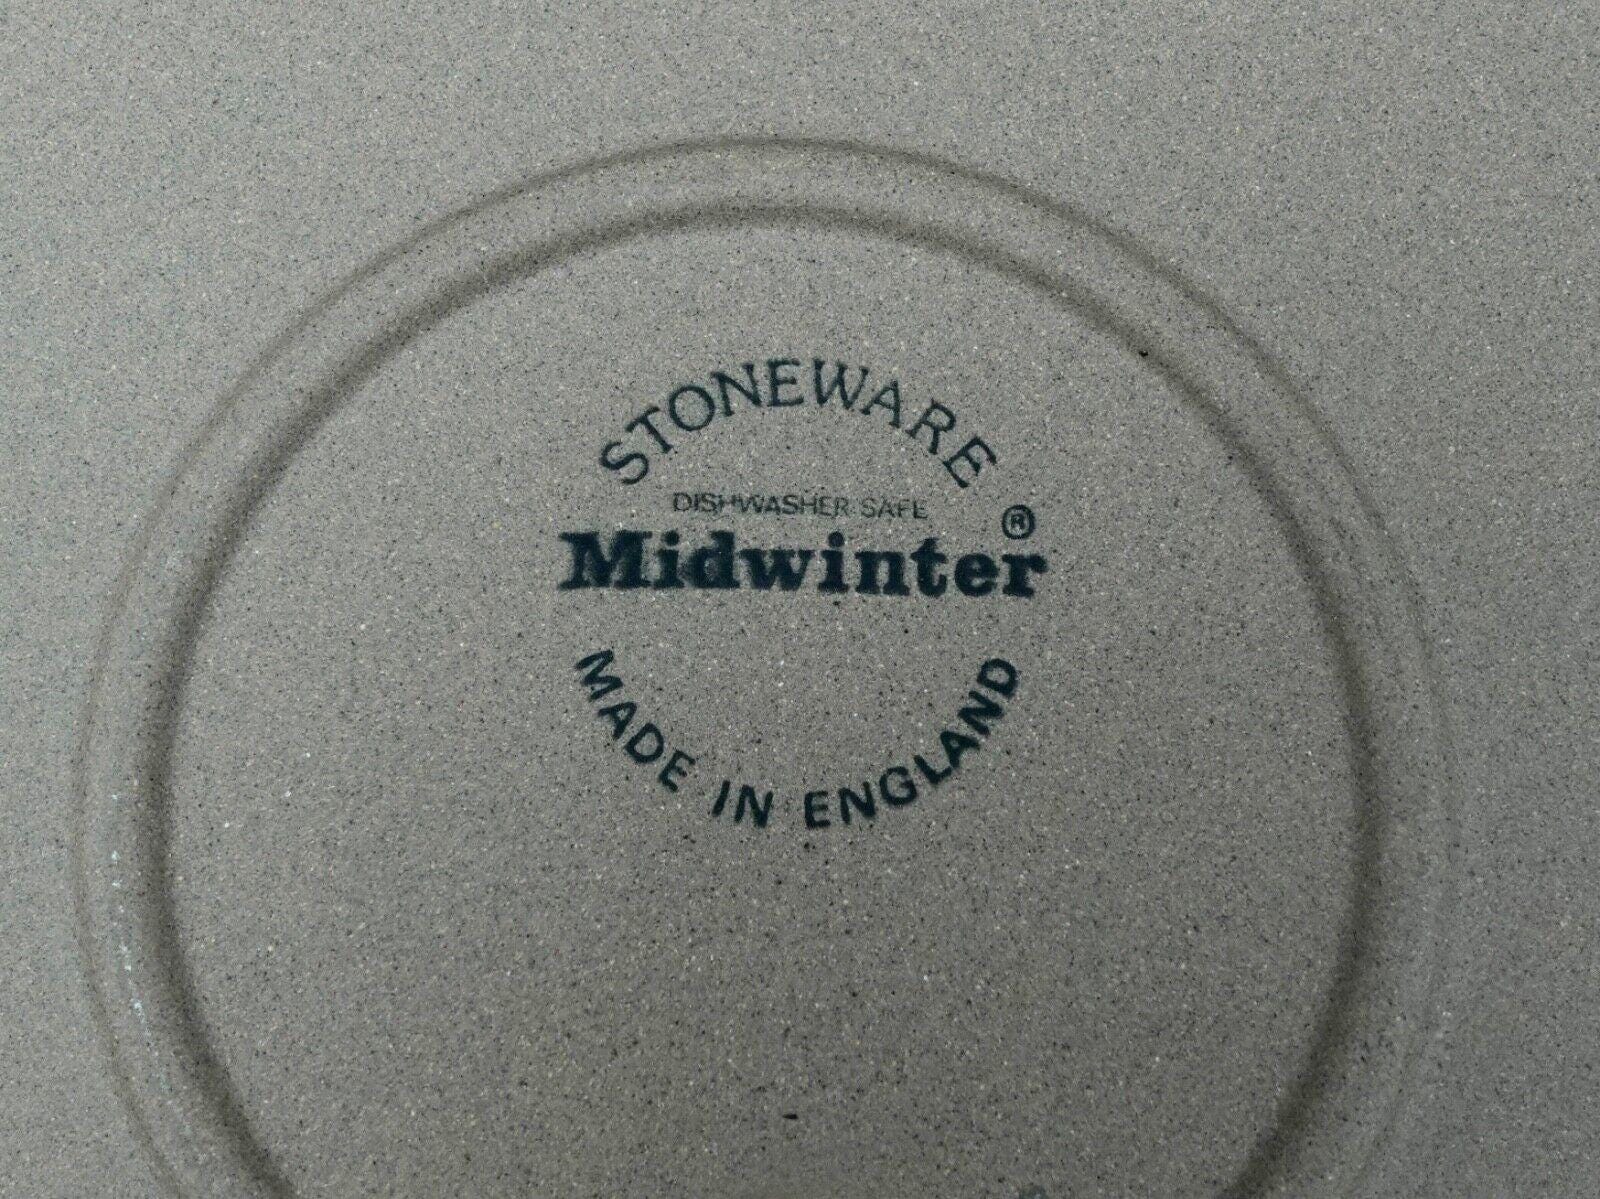 STONEWARE
DISHWASHER SAFE
Midwinter ®
MADE IN ENGLAND